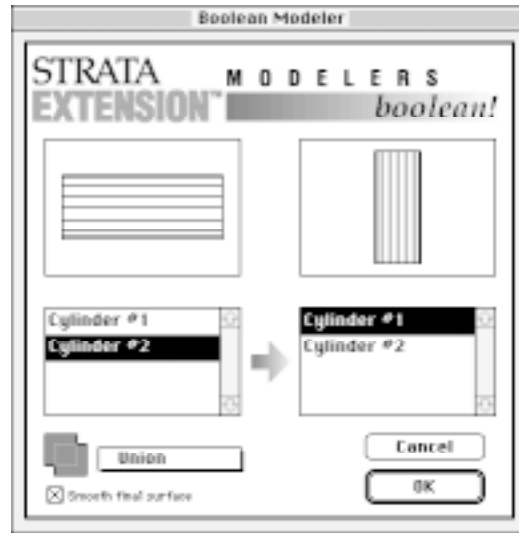 Boolean Modeler
STRATA MODELERS
EXTENSION™ boolean!
Cylinder #1
Cylinder #2
Cylinder #1
Cylinder #2
Union
Smooth final surface
Cancel
OK